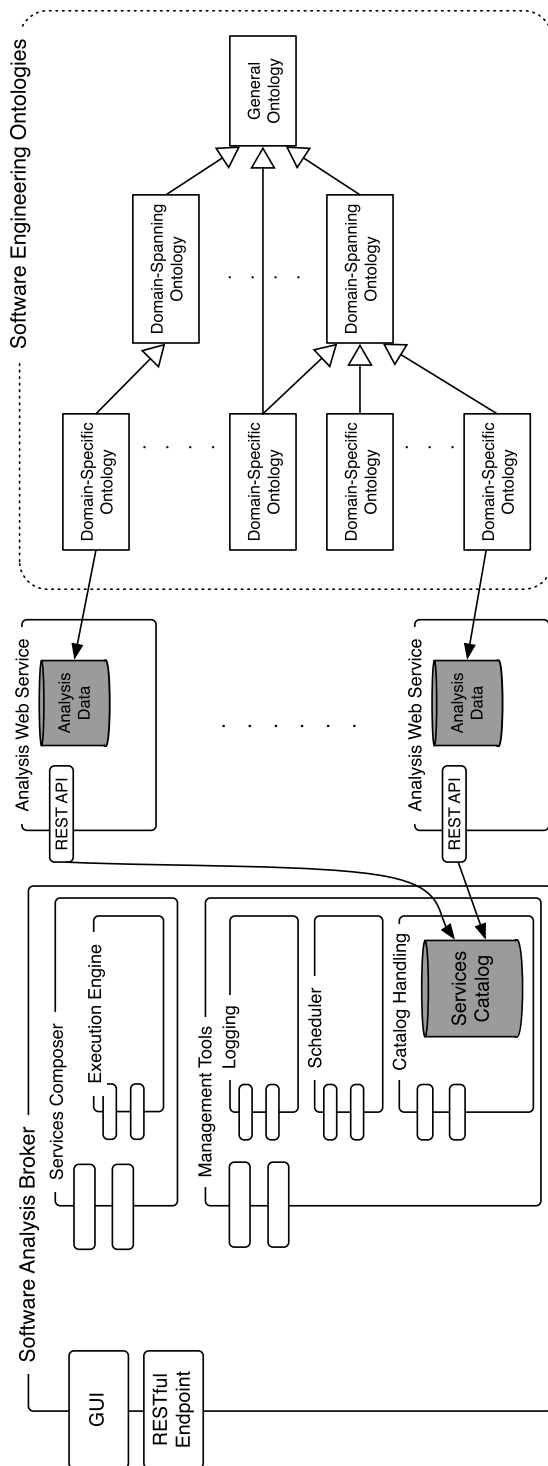 Software Analysis Broker
GUI
RESTful
Endpoint
Services Composer
Execution Engine
Management Tools
Logging
Scheduler
Catalog Handling
Services
Catalog
Analysis Web Service
REST API
Analysis
Data
Analysis Web Service
REST API
Analysis
Data
Software Engineering Ontologies
Domain-Specific
Ontology
Domain-Specific
Ontology
Domain-Specific
Ontology
Domain-Specific
Ontology
Domain-Spanning
Ontology
Domain-Spanning
Ontology
General
Ontology